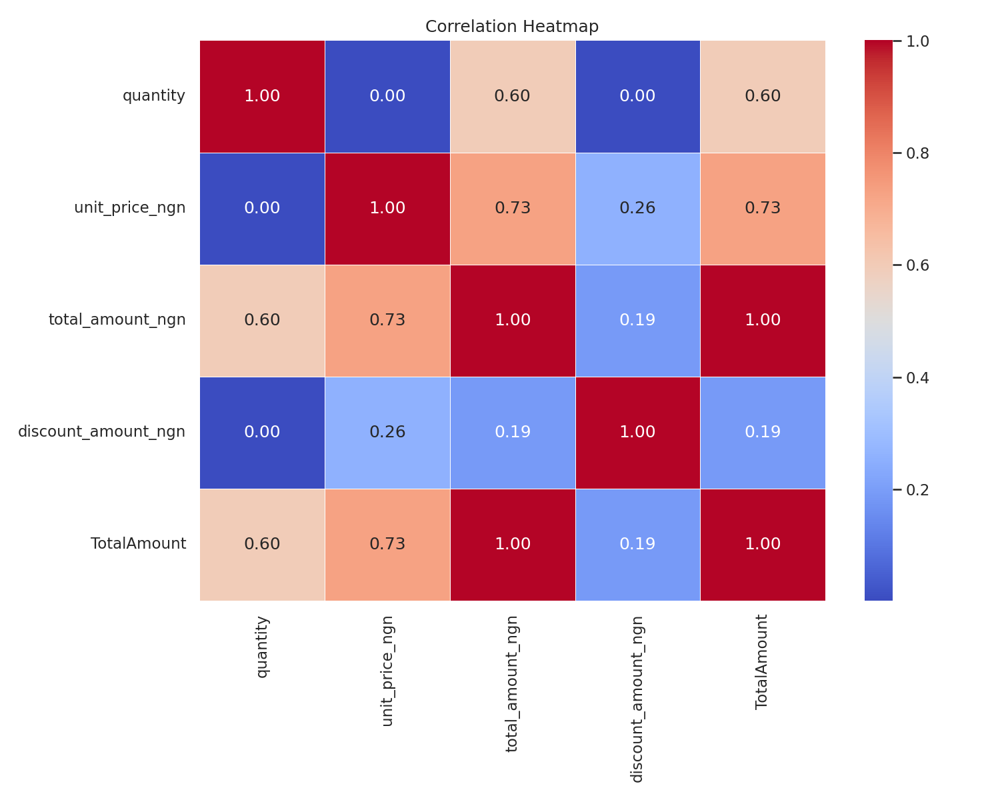 Correlation Heatmap
quantity 1.00 0.00 0.60 0.00 0.60
unit_price_ngn 0.00 1.00 0.73 0.26 0.73
total_amount_ngn 0.60 0.73 1.00 0.19 1.00
discount_amount_ngn 0.00 0.26 0.19 1.00 0.19
TotalAmount 0.60 0.73 1.00 0.19 1.00
quantity
unit_price_ngn
total_amount_ngn
discount_amount_ngn
TotalAmount
1.0
0.8
0.6
0.4
0.2